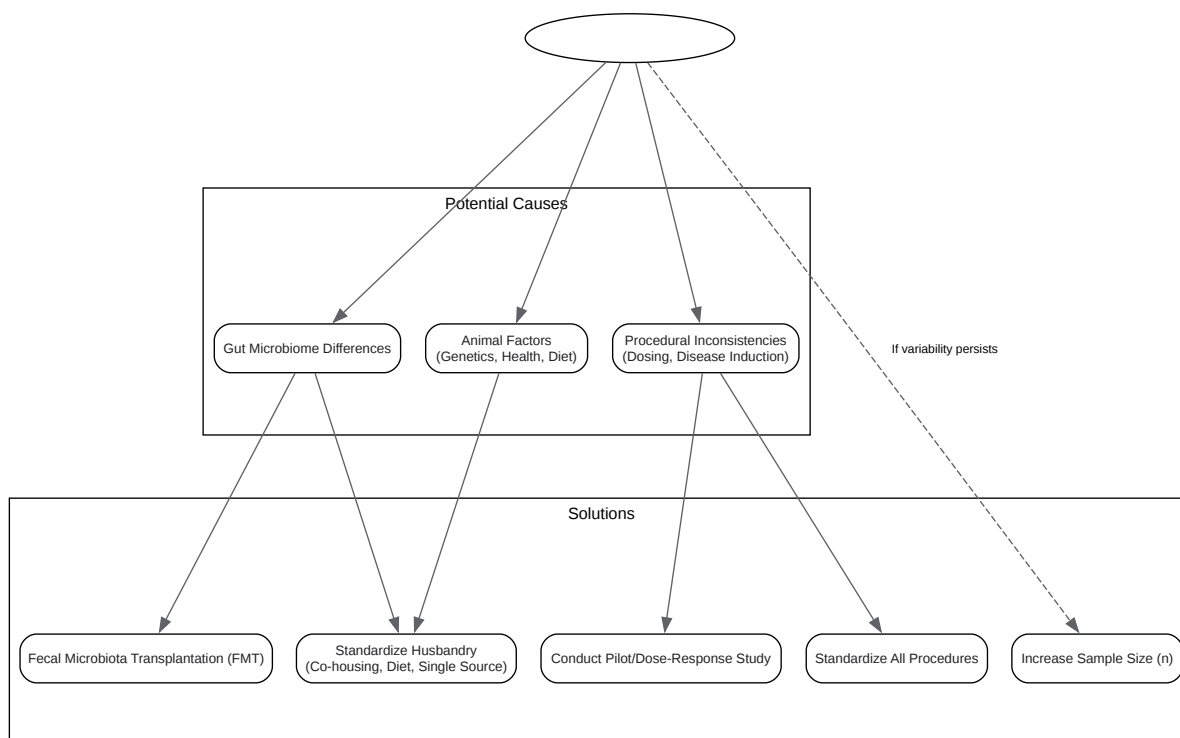 Potential Causes
Gut Microbiome Differences
Animal Factors
(Genetics, Health, Diet)
Procedural Inconsistencies
(Dosing, Disease Induction)
If variability persists
Solutions
Fecal Microbiota Transplantation (FMT)
Standardize Husbandry
(Co-housing, Diet, Single Source)
Conduct Pilot/Dose-Response Study
Standardize All Procedures
Increase Sample Size (n)